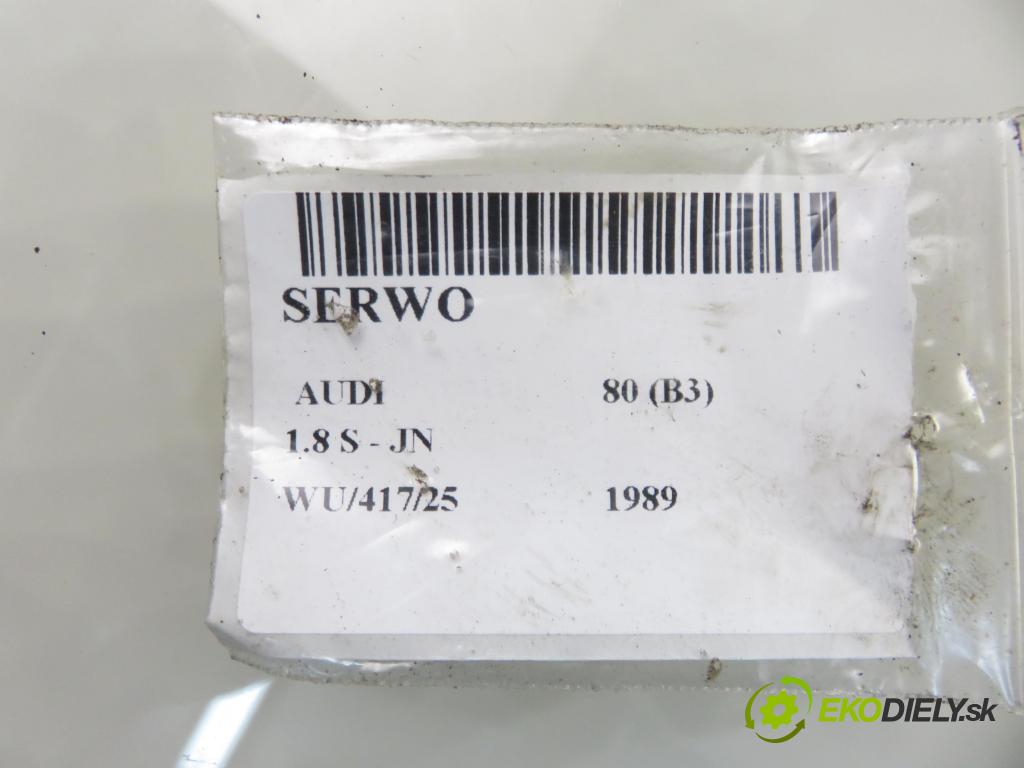 SERWO
AUDI 80 (B3)
1.8 S - JN
WU/417/25 1989
EKODIELY.sk